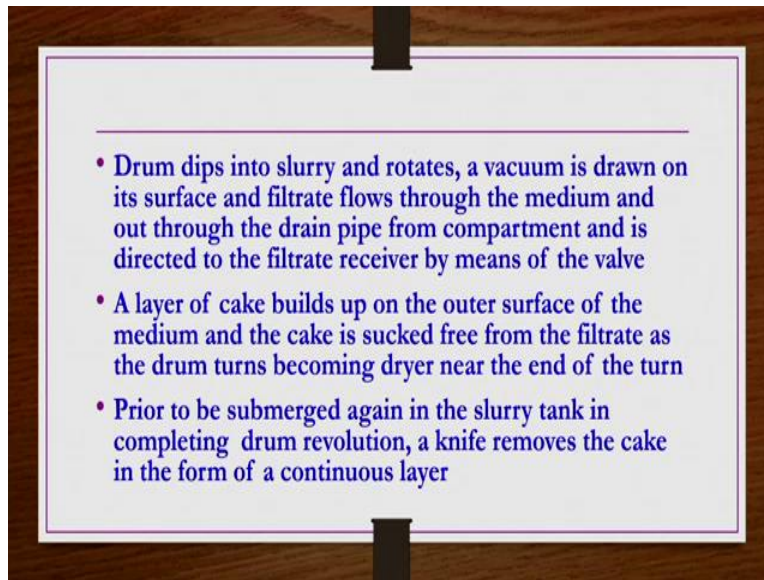 • Drum dips into slurry and rotates, a vacuum is drawn on
its surface and filtrate flows through the medium and
out through the drain pipe from compartment and is
directed to the filtrate receiver by means of the valve
• A layer of cake builds up on the outer surface of the
medium and the cake is sucked free from the filtrate as
the drum turns becoming dryer near the end of the turn
• Prior to be submerged again in the slurry tank in
completing drum revolution, a knife removes the cake
in the form of a continuous layer